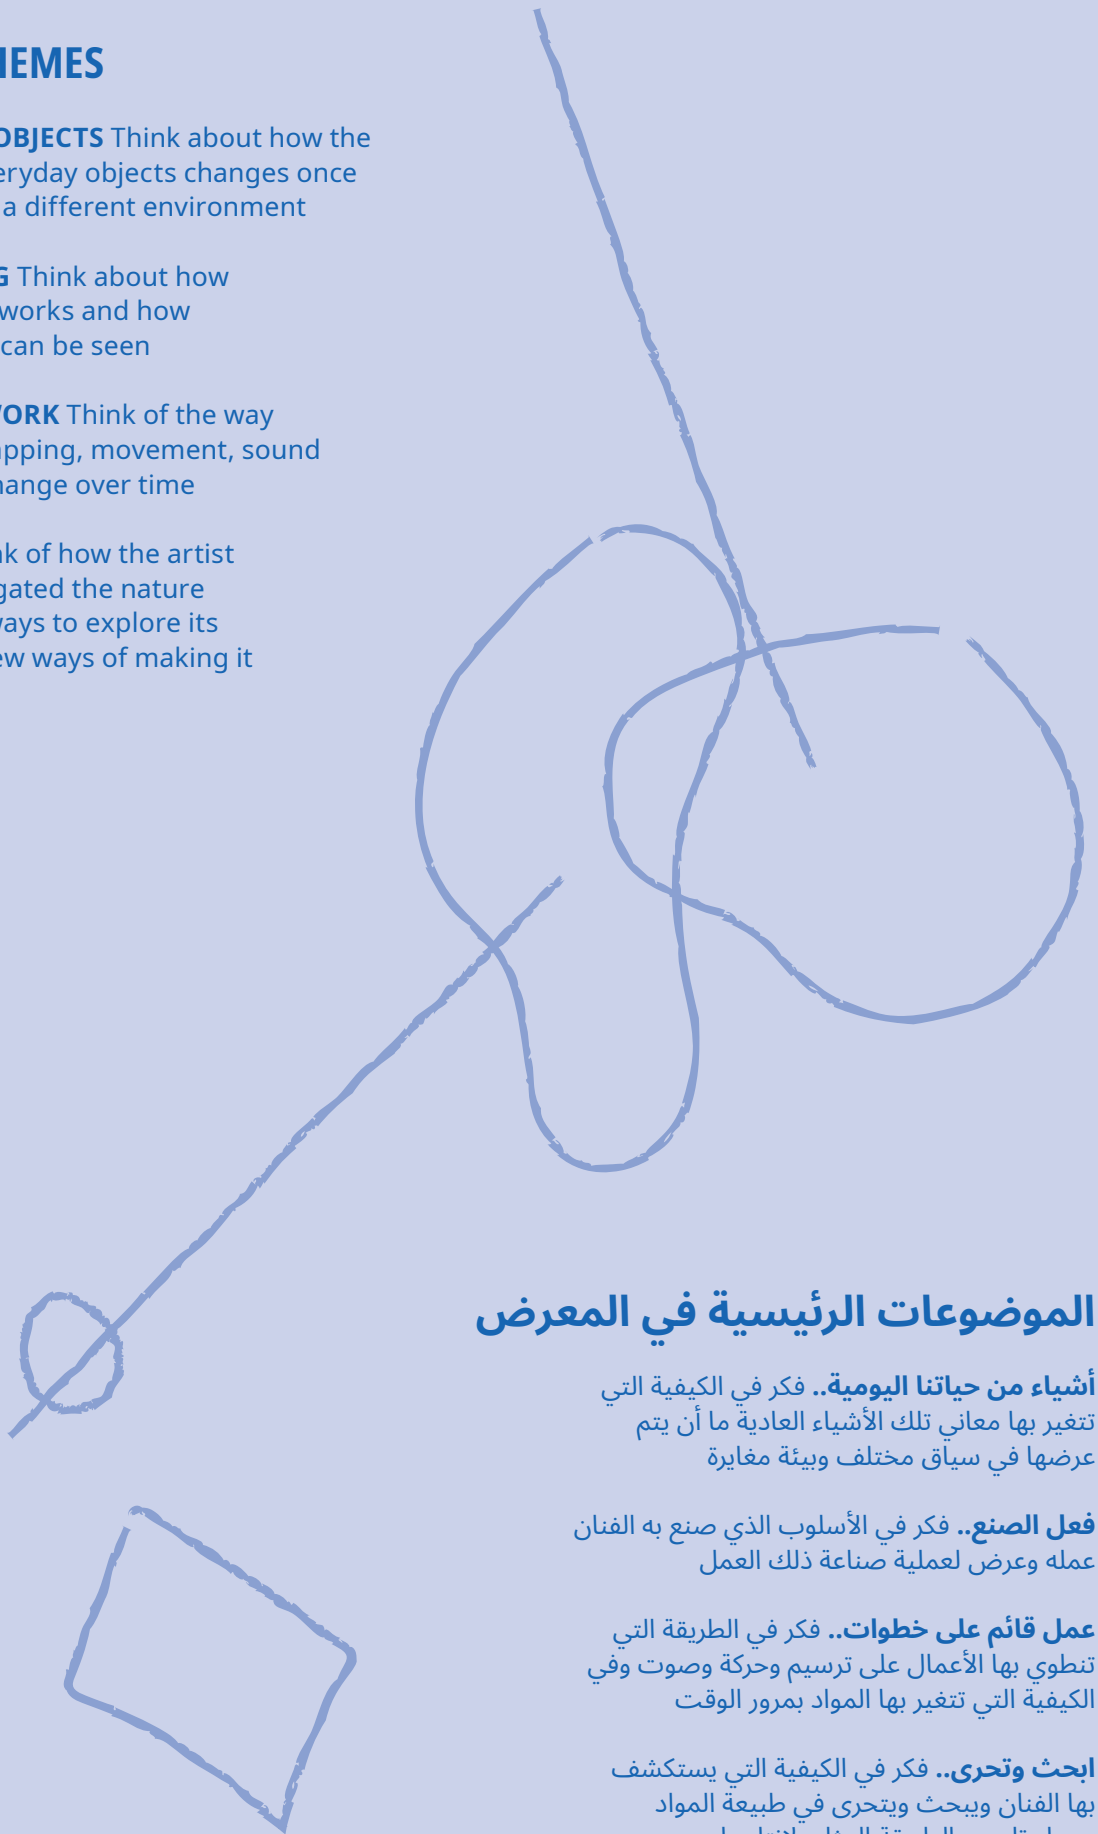 HEMES
OBJECTS Think about how the
eryday objects changes once
a different environment
G Think about how
works and how
can be seen
WORK Think of the way
apping, movement, sound
hange over time
nk of how the artist
gated the nature
ways to explore its
ew ways of making it
الموضوعات الرئيسية في المعرض
أشياء من حياتنا اليومية.. فكر في الكيفية التي
تتغير بها معاني تلك الأشياء العادية ما أن يتم
عرضها في سياق مختلف وبيئة مغايرة
فعل الصنع.. فكر في الأسلوب الذي صنع به الفنان
عمله وعرض لعملية صناعة ذلك العمل
عمل قائم على خطوات.. فكر في الطريقة التي
تنطوي بها الأعمال على ترسيم وحركة وصوت وفي
الكيفية التي تتغير بها المواد بمرور الوقت
ابحث وتحرى.. فكر في الكيفية التي يستكشف
بها الفنان ويبحث ويتحرى في طبيعة المواد